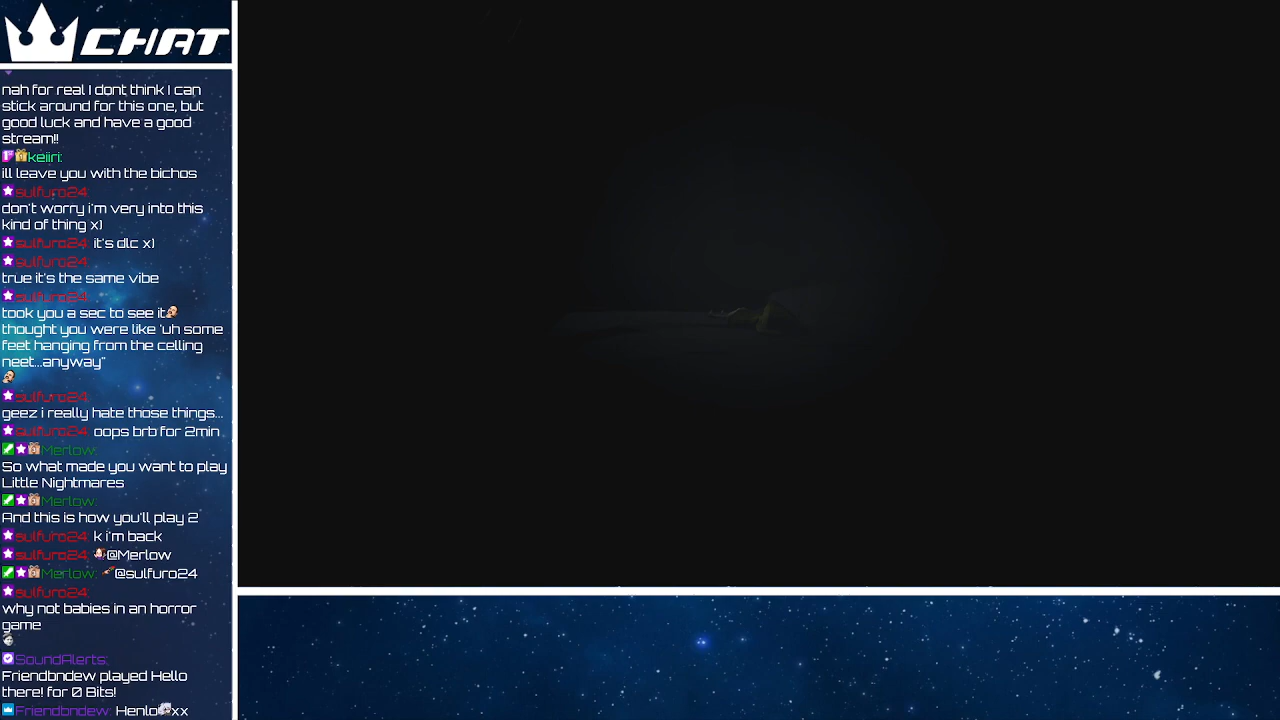 CHAT
nah for real I dont think I can
stick around for this one, but
good luck and have a good
stream!!
keiiri:
ill leave you with the bichos
sulfuro24:
don't worry i'm very into this
kind of thing x)
sulfuro24: it's dlc x)
sulfuro24:
true it's the same vibe
sulfuro24:
took you a sec to see it
thought you were like 'uh some
feet hanging from the celling
neet...anyway"
sulfuro24:
geez i really hate those things...
sulfuro24: oops brb for 2min
Merlow:
So what made you want to play
Little Nightmares
Merlow:
And this is how you'll play 2
sulfuro24: k i'm back
sulfuro24: @Merlow
Merlow: @sulfuro24
sulfuro24:
why not babies in an horror
game
SoundAlerts:
Friendbndew played Hello
there! for 0 Bits!
Friendbndew: Henlo xx